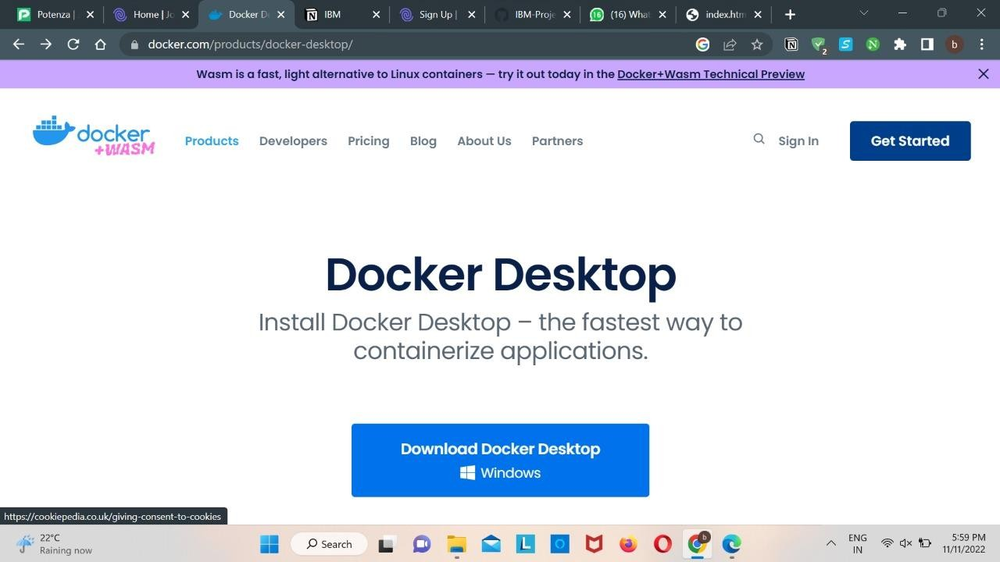 Potenza
Home | Jo
Docker D
IBM
Sign Up |
IBM-Proje
(16) What
index.htm
docker.com/products/docker-desktop/
2
b
Wasm is a fast, light alternative to Linux containers — try it out today in the Docker+Wasm Technical Preview
docker
+WASM
Products
Developers
Pricing
Blog
About Us
Partners
Sign In
Get Started
Docker Desktop
Install Docker Desktop – the fastest way to
containerize applications.
Download Docker Desktop
Windows
https://cookiepedia.co.uk/giving-consent-to-cookies
22°C
Raining now
Search
L
b
ENG
IN
5:59 PM
11/11/2022